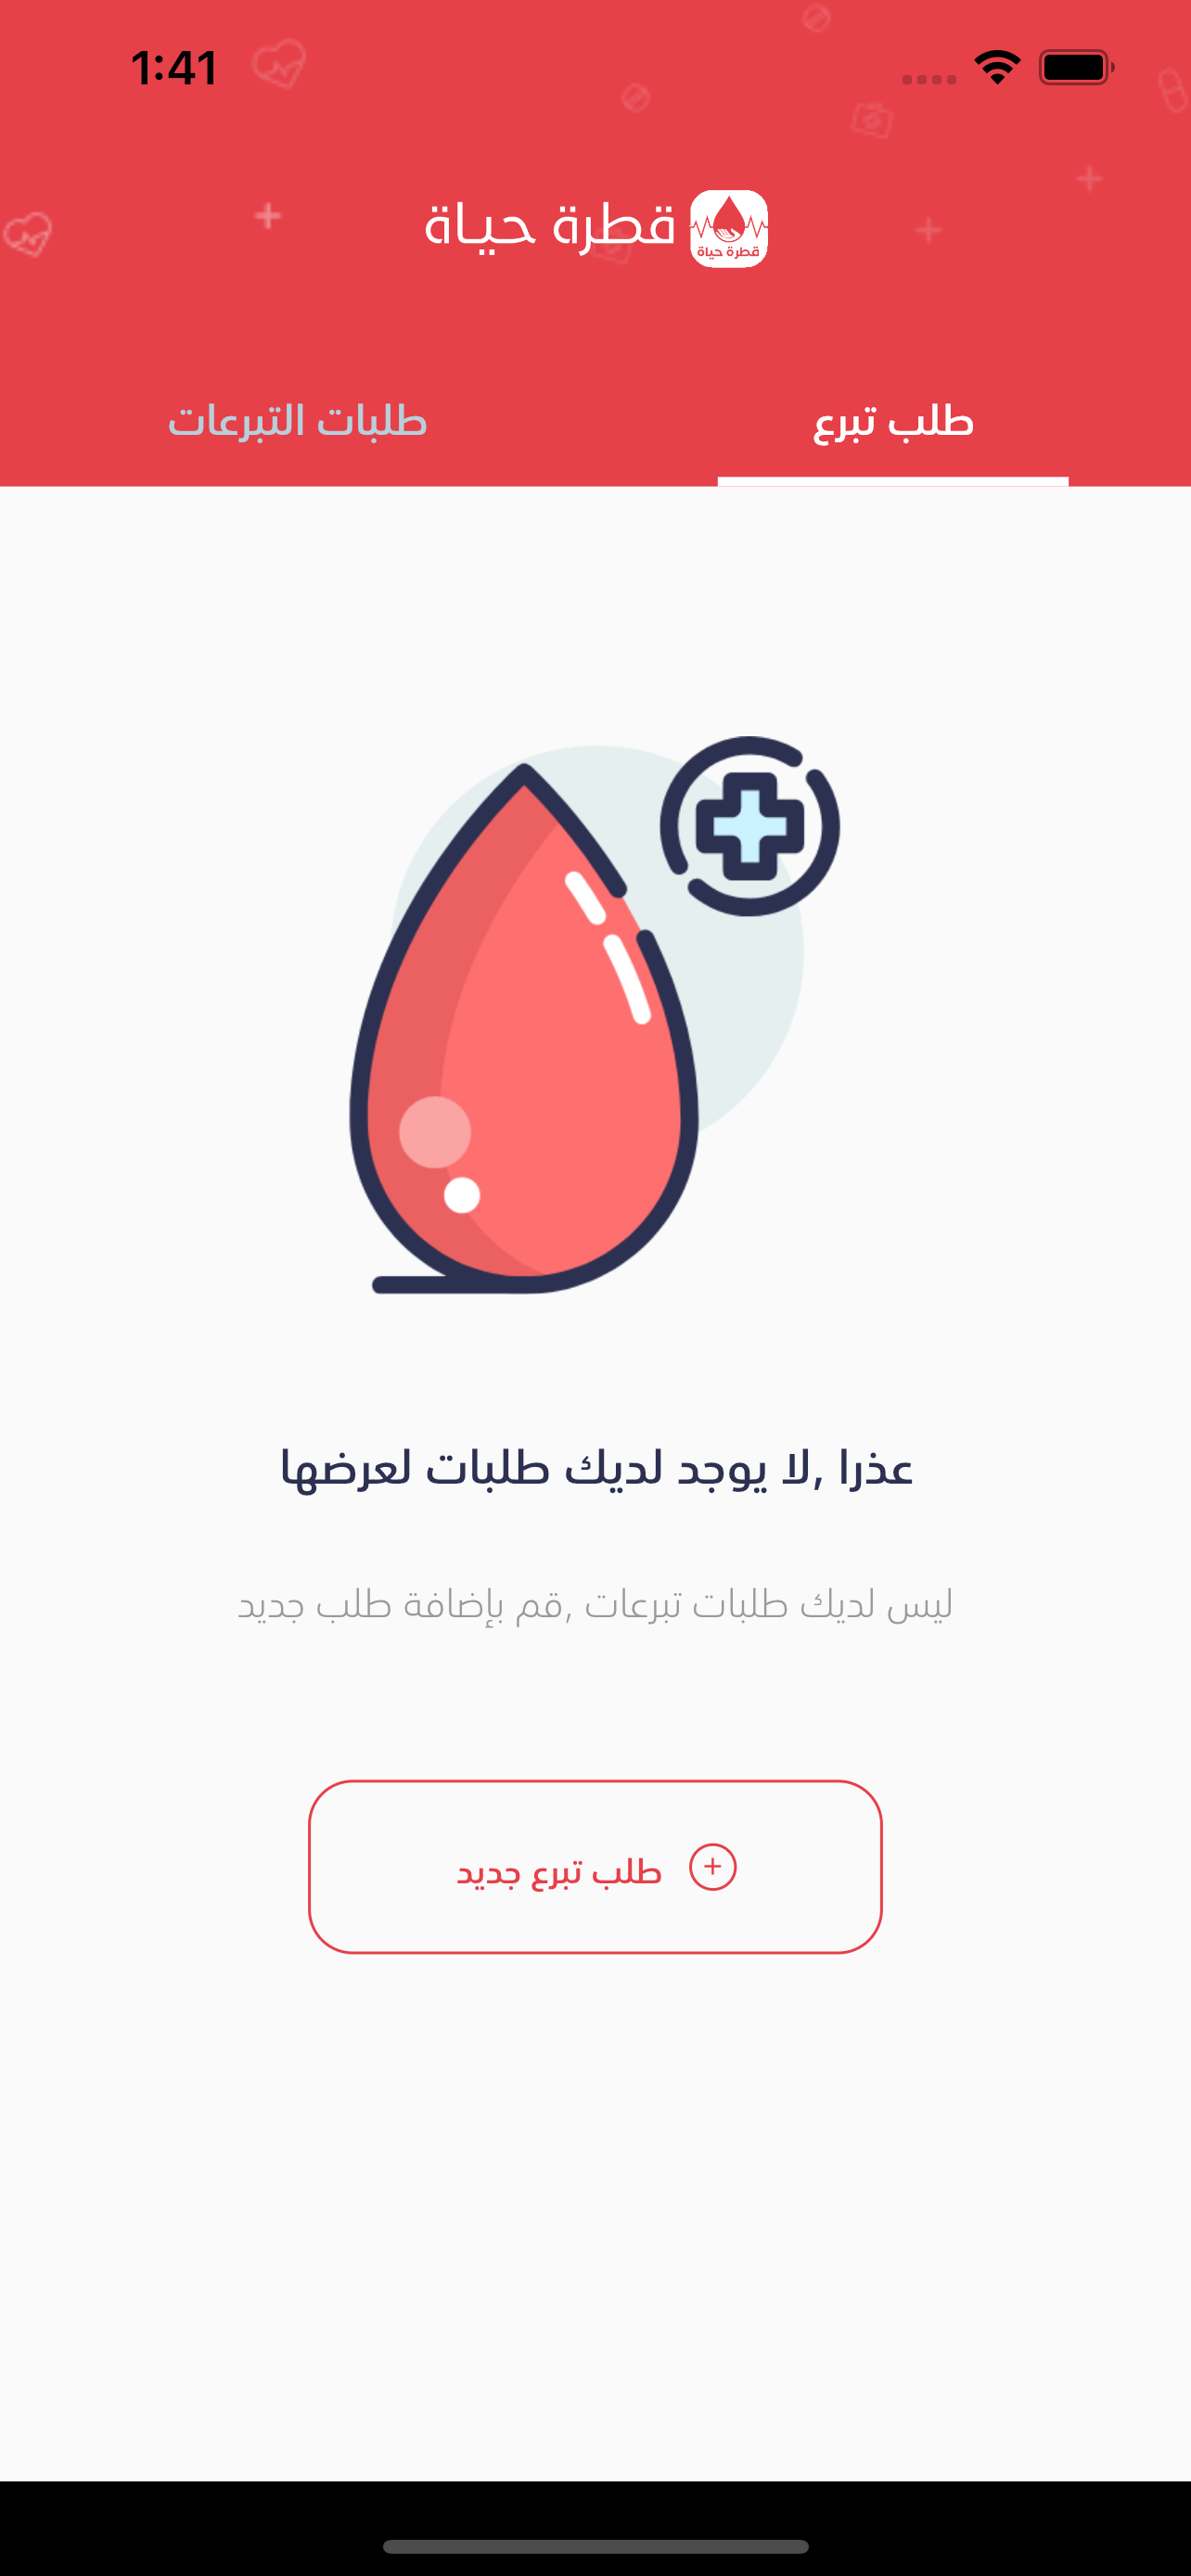 1:41
قطرة حياة
قطرة حياة
طلب تبرع
طلبات التبرعات
عذرا ,لا يوجد لديك طلبات لعرضها
ليس لديك طلبات تبرعات ,قم بإضافة طلب جديد
طلب تبرع جديد